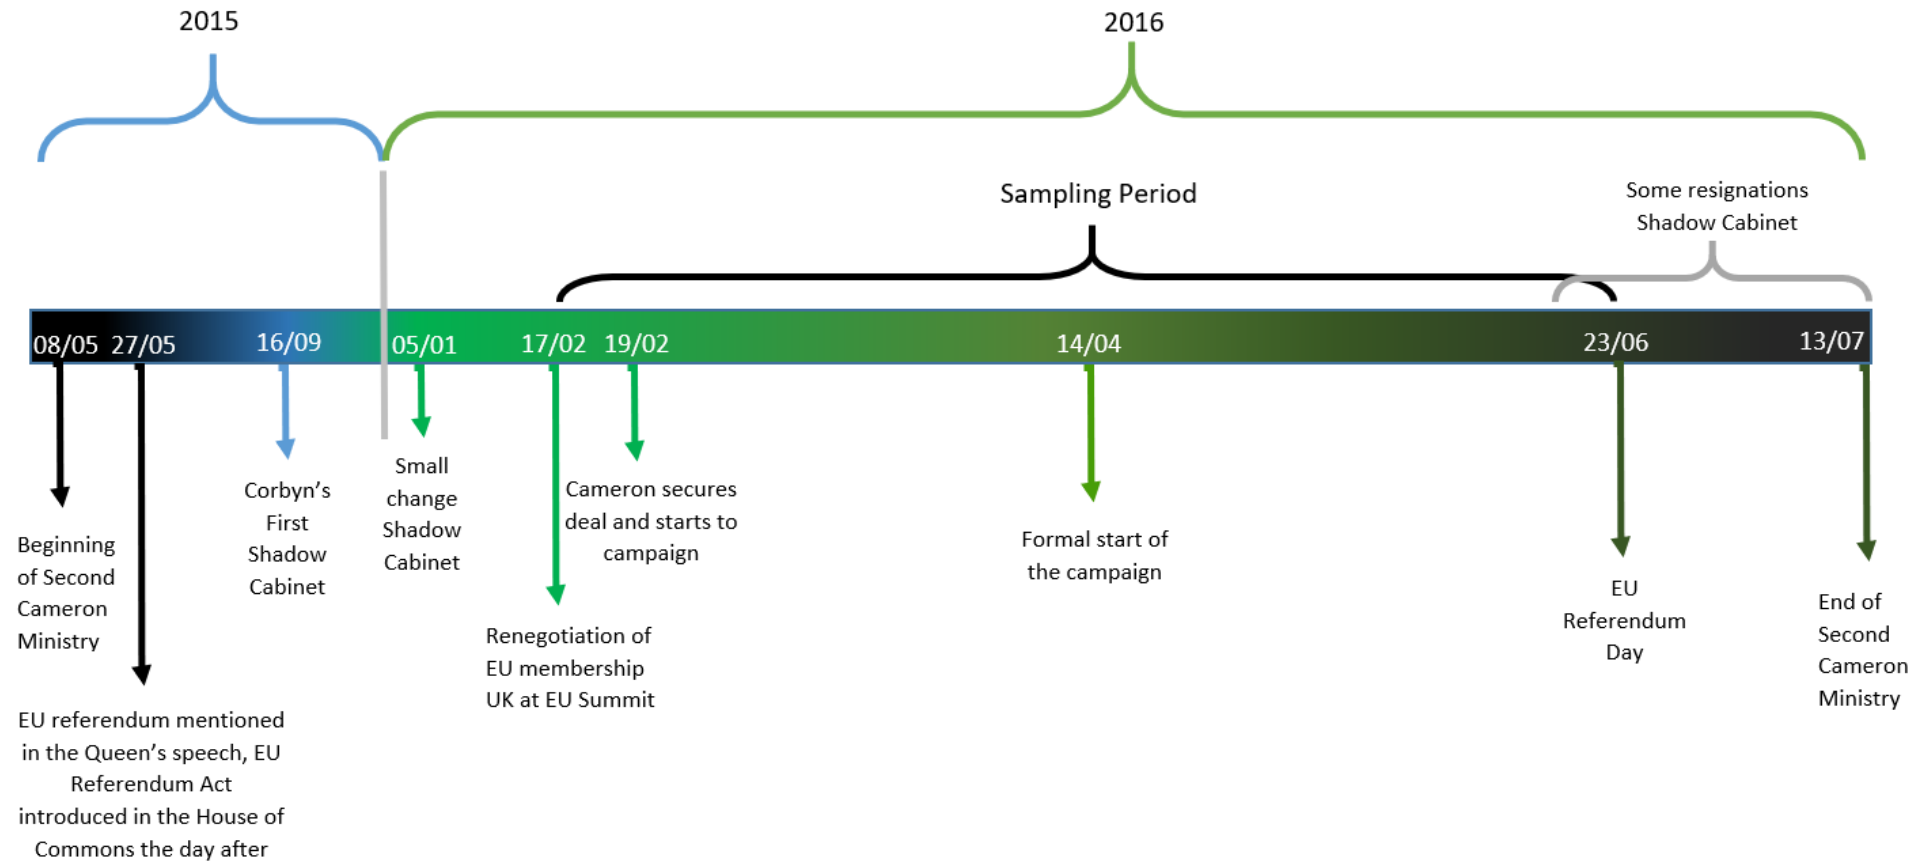 2015
2016
Sampling Period
Some resignations
Shadow Cabinet
08/05
27/05
16/09
05/01
17/02
19/02
14/04
23/06
13/07
Beginning
of Second
Cameron
Ministry
EU referendum mentioned
in the Queen’s speech, EU
Referendum Act
introduced in the House of
Commons the day after
Corbyn’s
First
Shadow
Cabinet
Small
change
Shadow
Cabinet
Renegotiation of
EU membership
UK at EU Summit
Cameron secures
deal and starts to
campaign
Formal start of
the campaign
EU
Referendum
Day
End of
Second
Cameron
Ministry